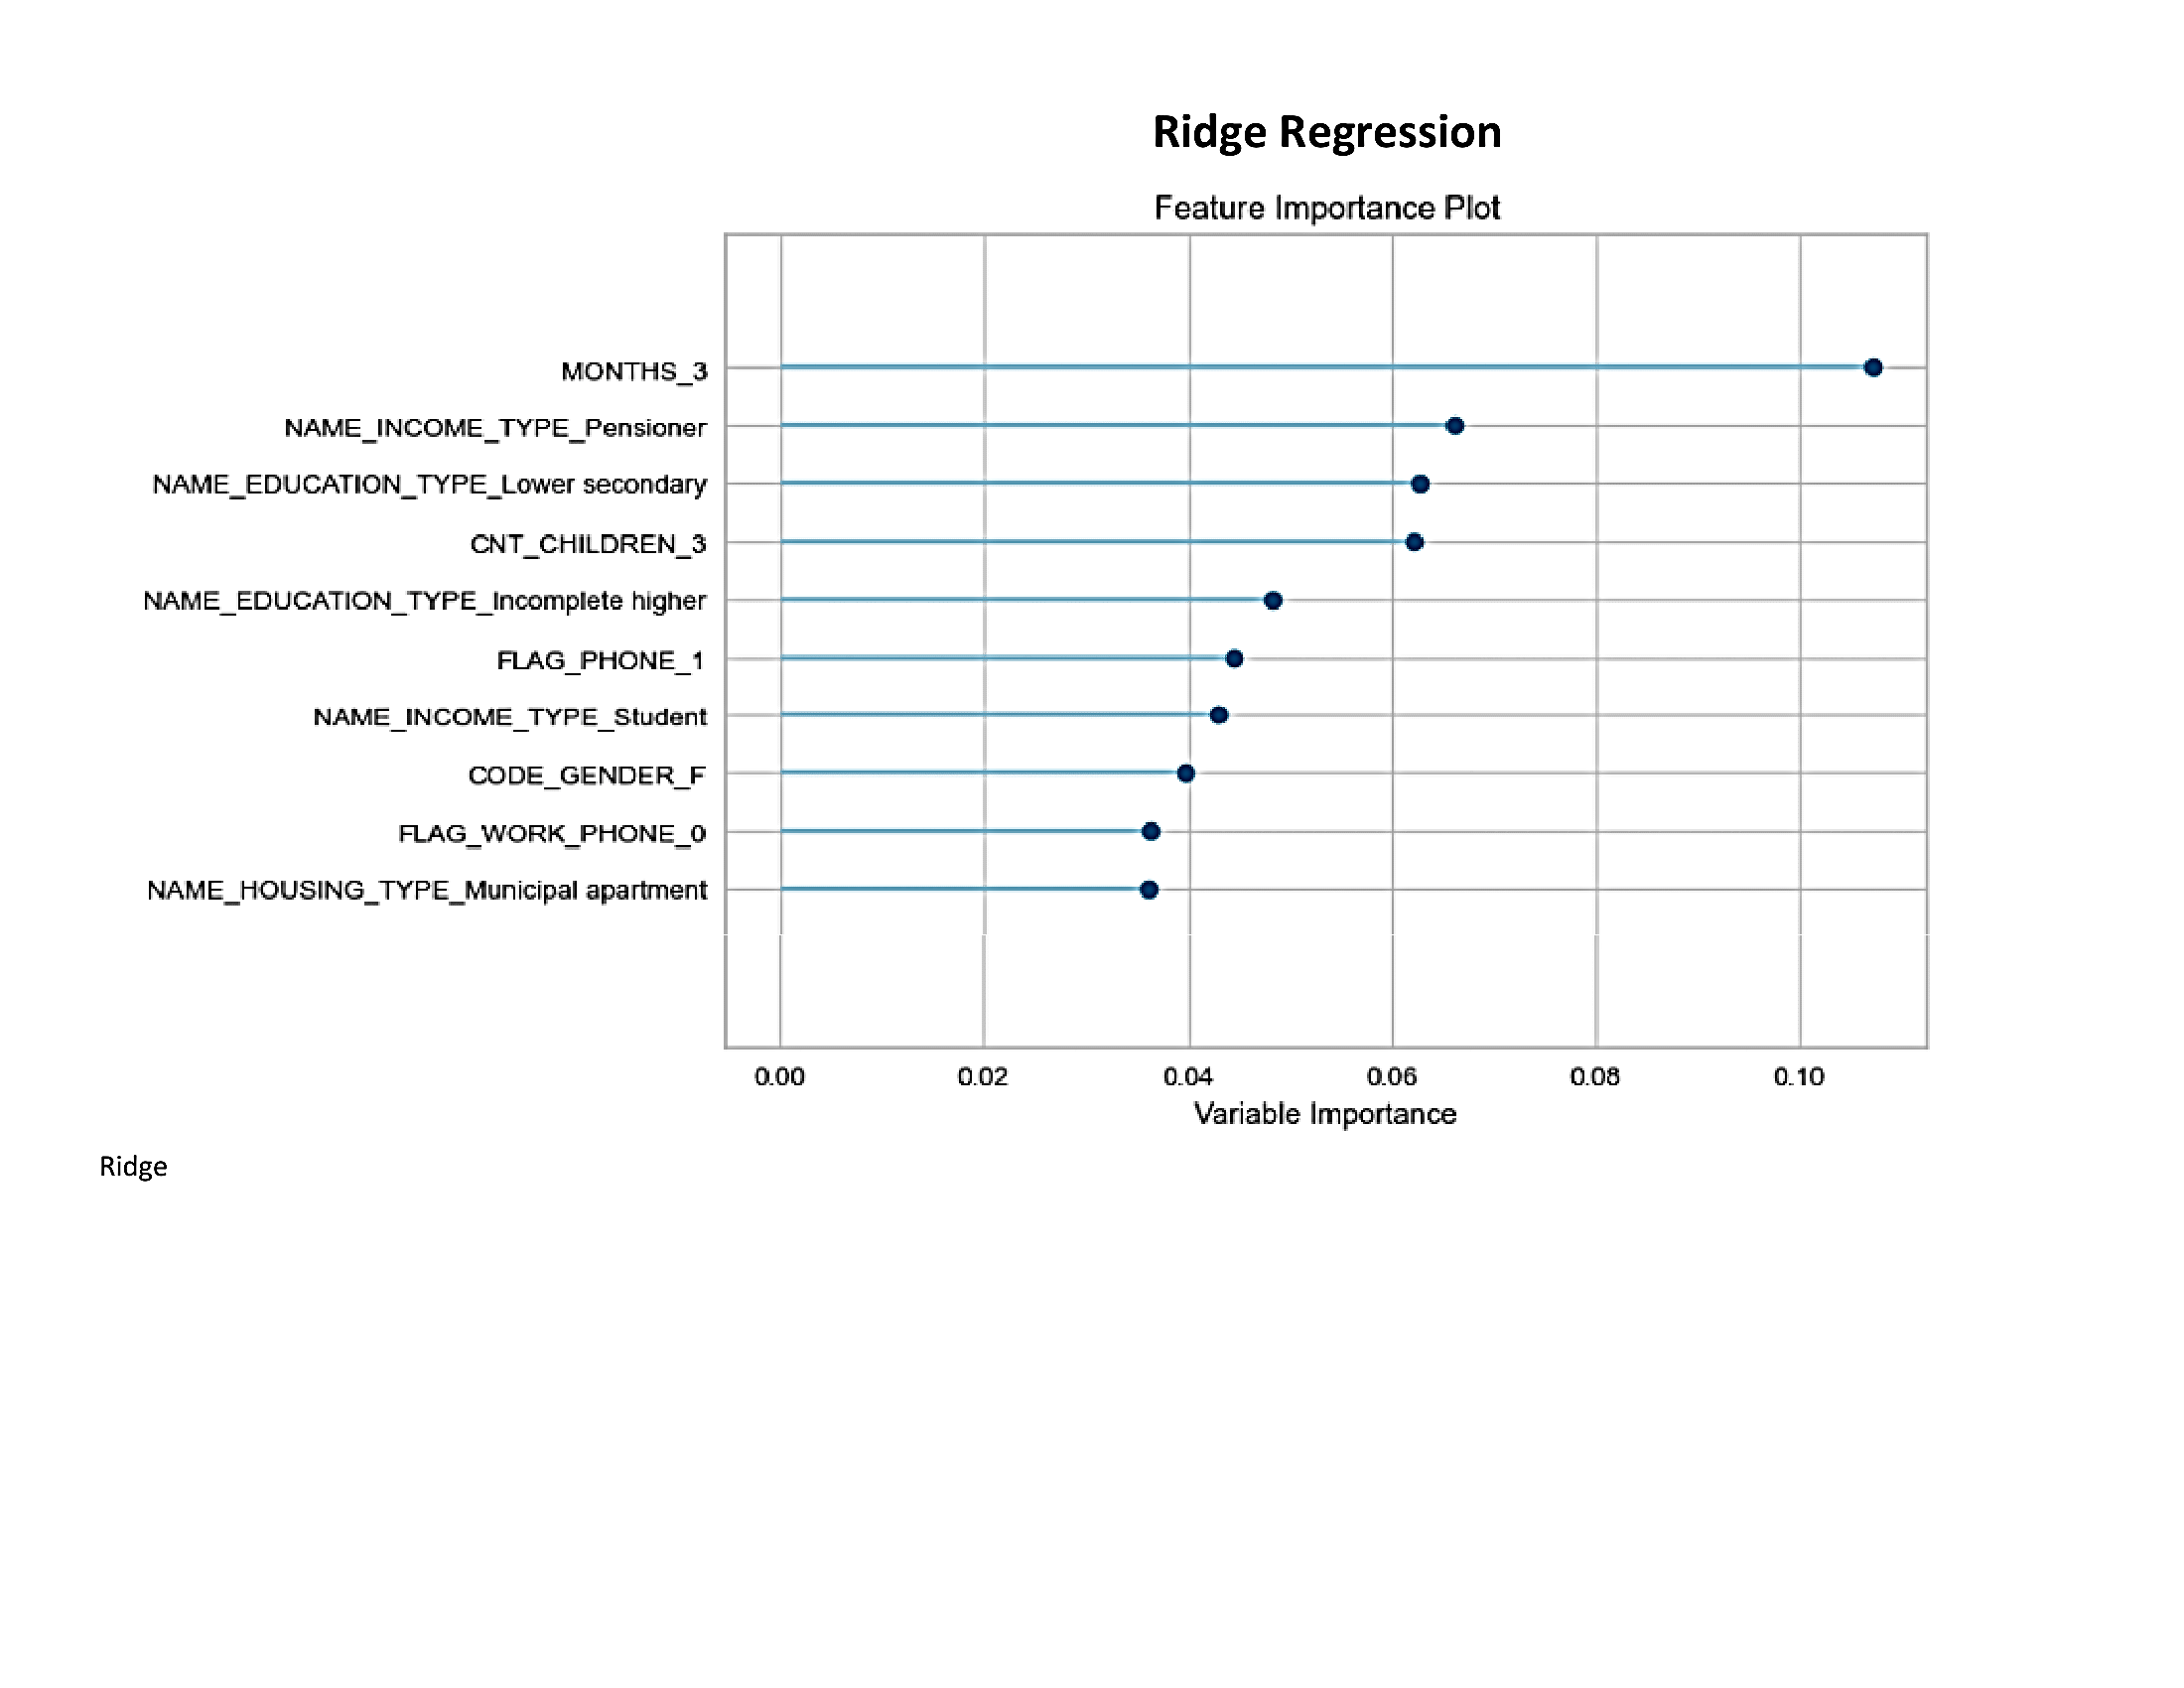 Ridge Regression
Feature Importance Plot
MONTHS_3
NAME_INCOME_TYPE_Pensioner
NAME_EDUCATION_TYPE_Lower secondary
CNT_CHILDREN_3
NAME_EDUCATION_TYPE_Incomplete higher
FLAG_PHONE_1
NAME_INCOME_TYPE_Student
CODE_GENDER_F
FLAG_WORK_PHONE_0
NAME_HOUSING_TYPE_Municipal apartment
0.00 0.02 0.04 0.06 0.08 0.10
Variable Importance
Ridge